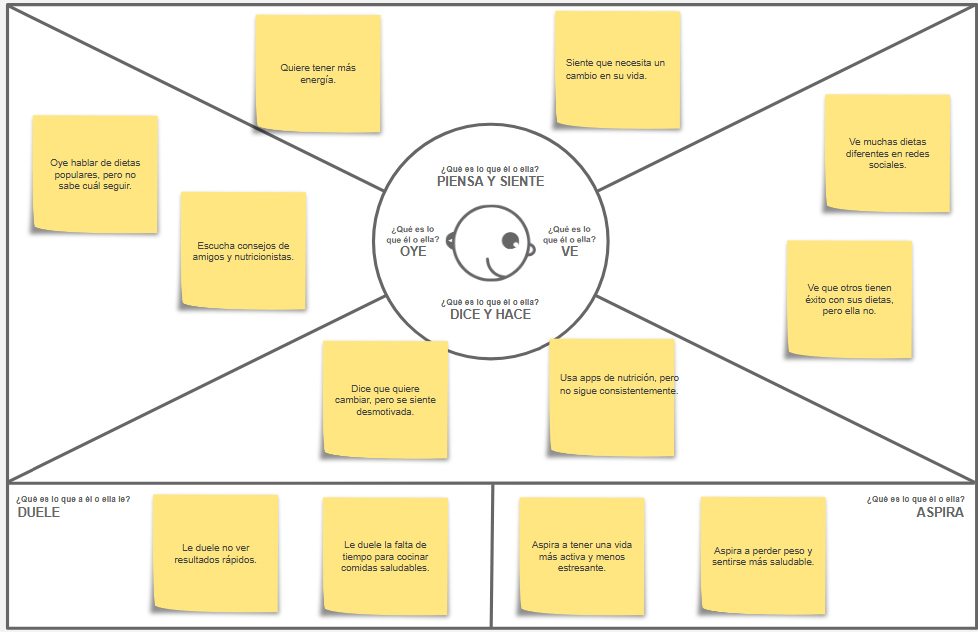 Quiere tener más
energía.
Siente que necesita un
cambio en su vida.
Oye hablar de dietas
populares, pero no
sabe cuál seguir.
Escucha consejos de
amigos y nutricionistas.
Ve muchas dietas
diferentes en redes
sociales.
Ve que otros tienen
éxito con sus dietas,
pero ella no.
¿Qué es lo que él o ella?
PIENSA Y SIENTE
¿Qué es lo
que él o ella?
OYE
¿Qué es lo
que él o ella?
VE
¿Qué es lo que él o ella?
DICE Y HACE
Dice que quiere
cambiar, pero se siente
desmotivada.
Usa apps de nutrición, pero
no sigue consistentemente.
¿Qué es lo que a él o ella le?
DUELE
Le duele no ver
resultados rápidos.
Le duele la falta de
tiempo para cocinar
comidas saludables.
¿Qué es lo que él o ella?
ASPIRA
Aspira a tener una vida
más activa y menos
estresante.
Aspira a perder peso y
sentirse más saludable.